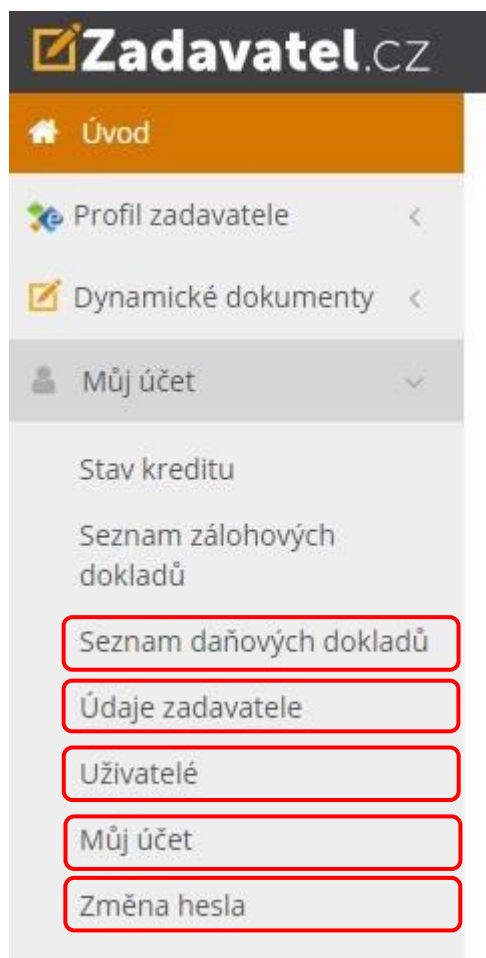 Zadavatel.cz
Úvod
Profil zadavatele
Dynamické dokumenty
Můj účet
Stav kreditu
Seznam zálohových
dokladů
Seznam daňových dokladů
Údaje zadavatele
Uživatelé
Můj účet
Změna hesla